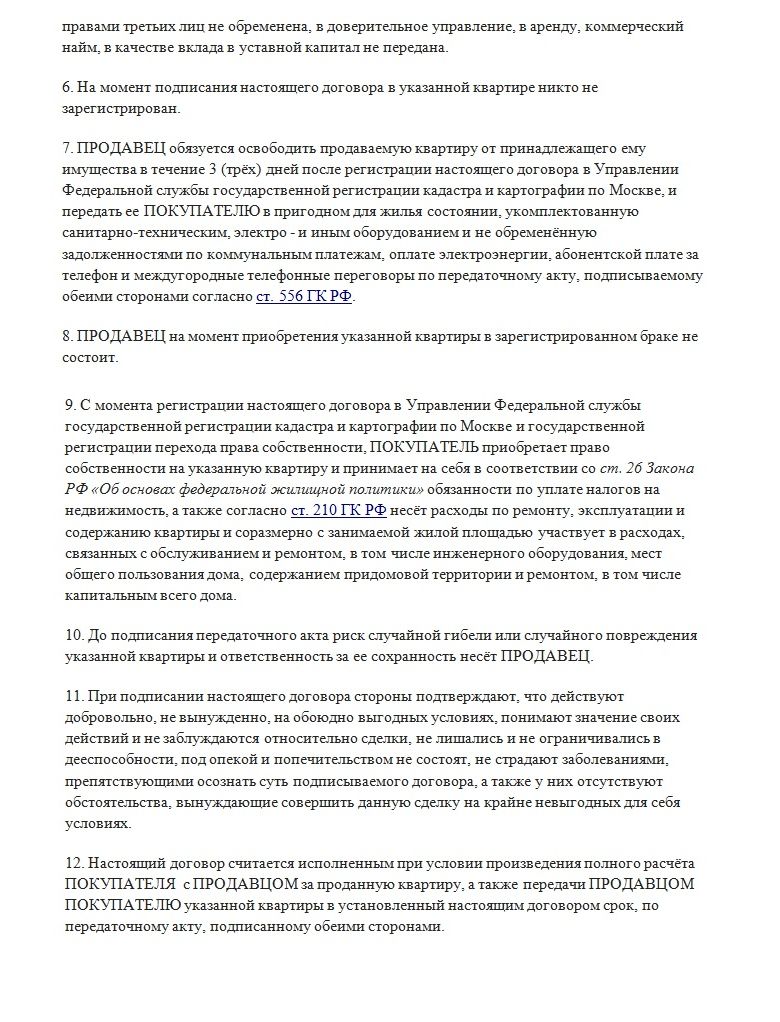 правами третьих лиц не обременена, в доверительное управление, в аренду, коммерческий
найм, в качестве вклада в уставной капитал не передана.
6. На момент подписания настоящего договора в указанной квартире никто не
зарегистрирован.
7. ПРОДАВЕЦ обязуется освободить продаваемую квартиру от принадлежащего ему
имущества в течение 3 (трёх) дней после регистрации настоящего договора в Управлении
Федеральной службы государственной регистрации кадастра и картографии по Москве, и
передать ее ПОКУПАТЕЛЮ в пригодном для жилья состоянии, укомплектованную
санитарно-техническим, электро - и иным оборудованием и не обременённую
задолженностями по коммунальным платежам, оплате электроэнергии, абонентской плате за
телефон и междугородные телефонные переговоры по передаточному акту, подписываемому
обеими сторонами согласно ст. 556 ГК РФ.
8. ПРОДАВЕЦ на момент приобретения указанной квартиры в зарегистрированном браке не
состоит.
9. С момента регистрации настоящего договора в Управлении Федеральной службы
государственной регистрации кадастра и картографии по Москве и государственной
регистрации перехода права собственности, ПОКУПАТЕЛЬ приобретает право
собственности на указанную квартиру и принимает на себя в соответствии со ст. 26 Закона
РФ «Об основах федеральной жилищной политики» обязанности по уплате налогов на
недвижимость, а также согласно ст. 210 ГК РФ несёт расходы по ремонту, эксплуатации и
содержанию квартиры и соразмерно с занимаемой жилой площадью участвует в расходах,
связанных с обслуживанием и ремонтом, в том числе инженерного оборудования, мест
общего пользования дома, содержанием придомовой территории и ремонтом, в том числе
капитальным всего дома.
10. До подписания передаточного акта риск случайной гибели или случайного повреждения
указанной квартиры и ответственность за ее сохранность несёт ПРОДАВЕЦ.
11. При подписании настоящего договора стороны подтверждают, что действуют
добровольно, не вынужденно, на обоюдно выгодных условиях, понимают значение своих
действий и не заблуждаются относительно сделки, не лишались и не ограничивались в
дееспособности, под опекой и попечительством не состоят, не страдают заболеваниями,
препятствующими осознать суть подписываемого договора, а также у них отсутствуют
обстоятельства, вынуждающие совершить данную сделку на крайне невыгодных для себя
условиях.
12. Настоящий договор считается исполненным при условии произведения полного расчёта
ПОКУПАТЕЛЯ с ПРОДАВЦОМ за проданную квартиру, а также передачи ПРОДАВЦОМ
ПОКУПАТЕЛЮ указанной квартиры в установленный настоящим договором срок, по
передаточному акту, подписанному обеими сторонами.